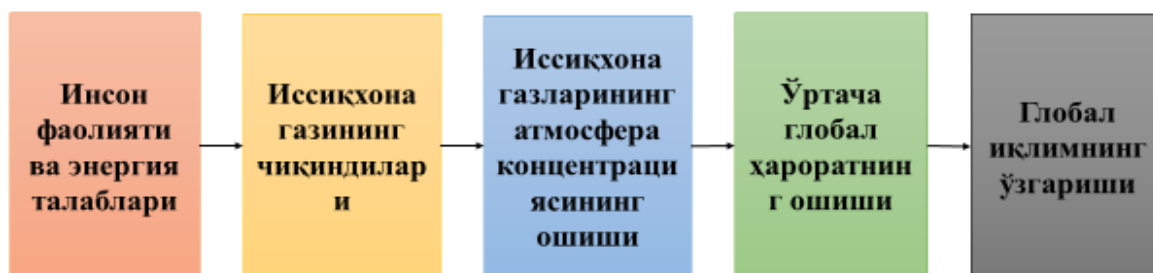 Инсон
фаолияти
ва энергия
талаблари
Иссиқхона
газининг
чиқиндилар
и
Иссиқхона
газларининг
атмосфера
концентраци
ясининг
ошиши
Ўртача
глобал
ҳароратнин
г ошиши
Глобал
иқлимнинг
ўзгариши